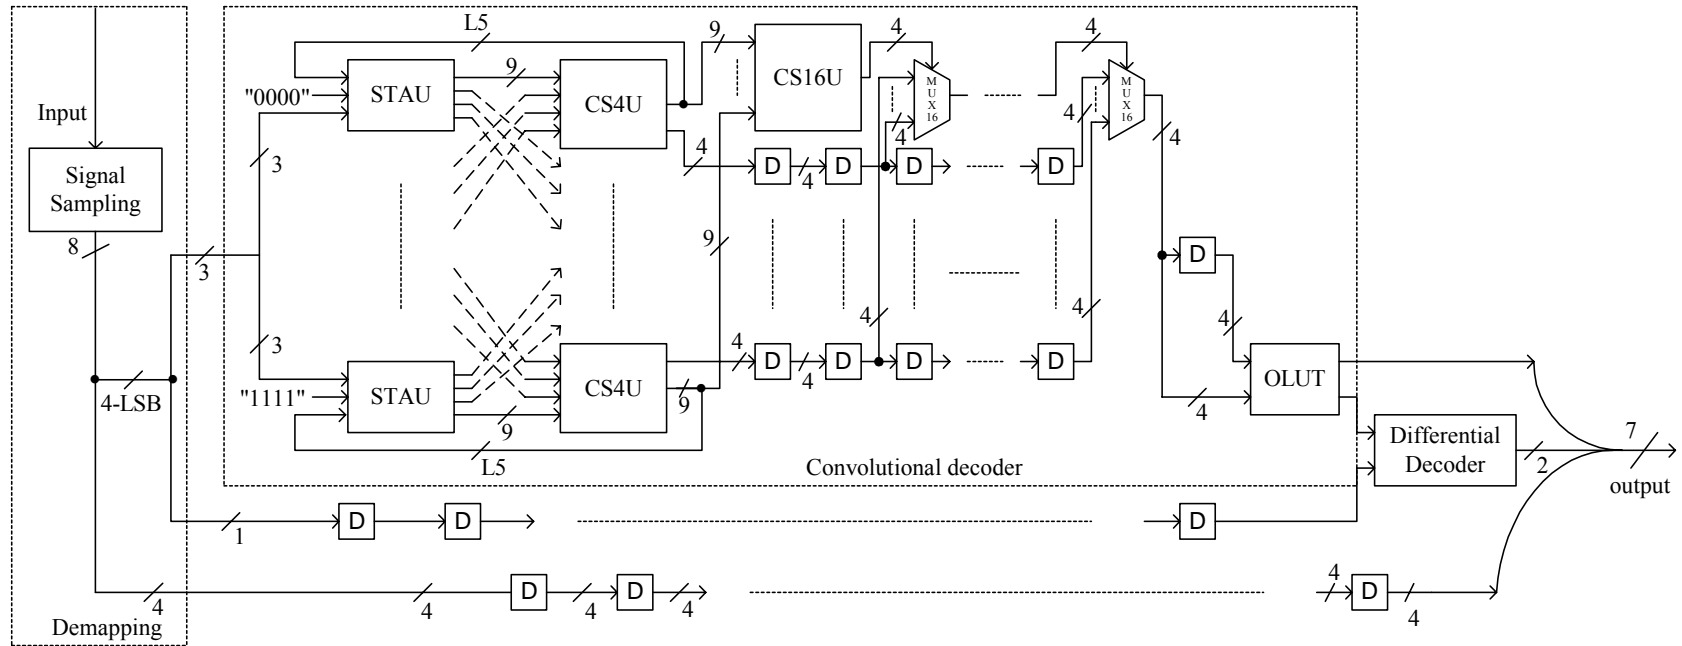 L5
9
9
4
4
Input
"0000"
STAU
CS4U
CS16U
MUX16
MUX16
4
4
4
3
4
D
4
D
D
D
Signal
Sampling
8
3
9
D
4
4
4
3
4
D
4
D
D
D
4-LSB
"1111"
STAU
9
CS4U
9
4
OLUT
L5
Convolutional decoder
Differential
Decoder
2
7
output
1
D
D
D
4
4
D
4
D
4
4
D
4
Demapping